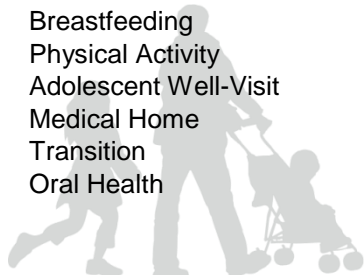 Breastfeeding
Physical Activity
Adolescent Well-Visit
Medical Home
Transition
Oral Health